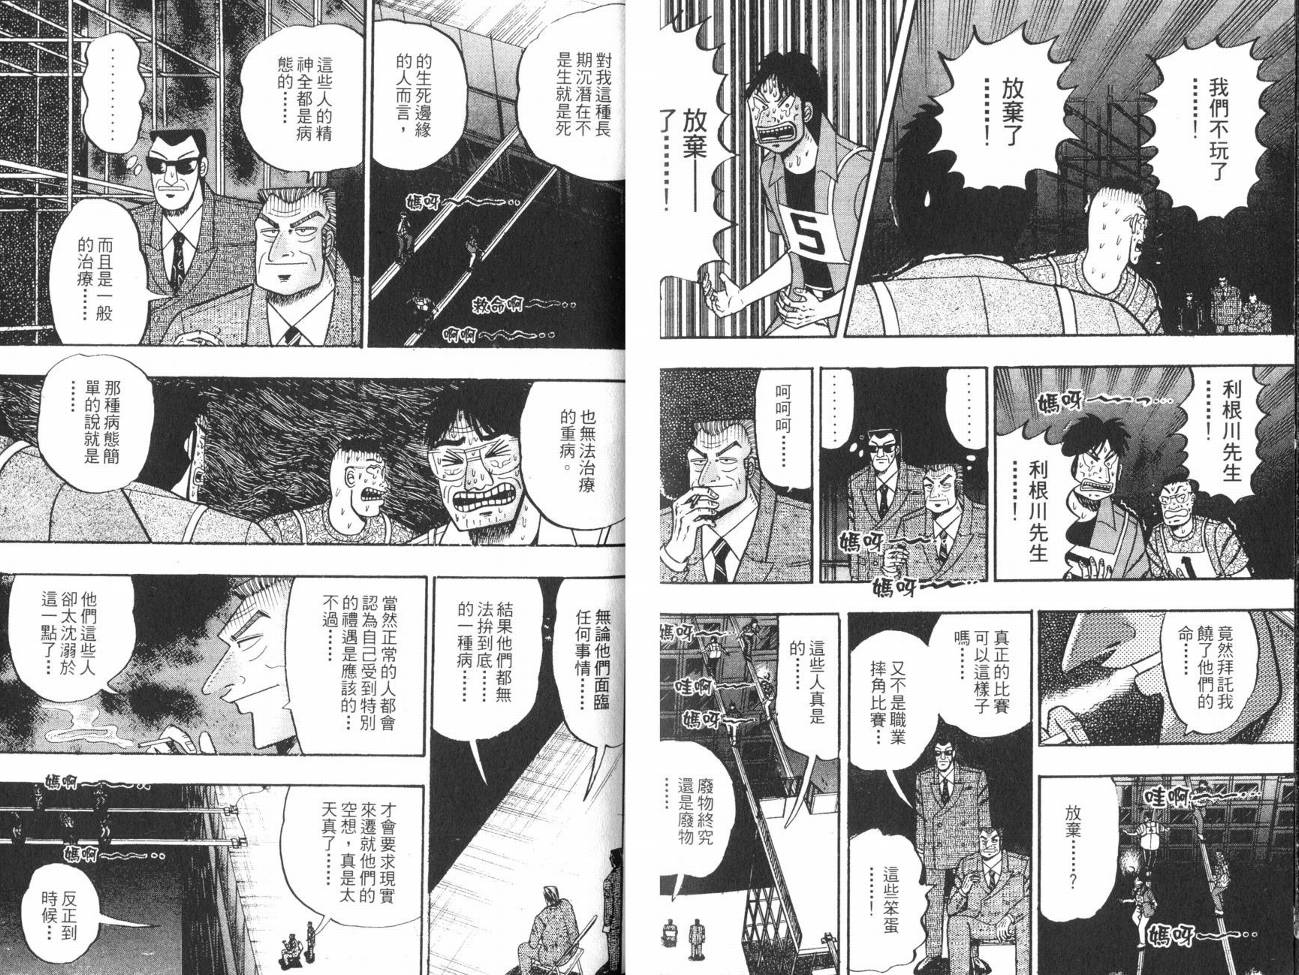 我們不玩了
……！
放棄了
……！
放棄——
了……！
5
利根川先生
……！
利根川先生
……！
媽呀～～っ…
1
………
………
媽呀～～…
媽呀～～…
呵呵呵……
竟然拜託我
饒了他們的
命……
真正的比賽
可以這樣子
嗎……
又不是職業
摔角比賽…
這些人真是
的……
媽呀～～
哇啊～～
媽呀～～
哇啊～～
放棄……？
媽呀～～…
這些笨蛋
……！
廢物終究
還是廢物
……
對我這種長
期沉潛在不
是生就是死
的生死邊緣
的人而言，
媽呀～～…
救命啊～～…
啊啊～～…
這些人的精
神全都是病
態的……
…………
而且是一般
的治療……
也無法治療
的重病。
那種病態簡
單的說就是
……
無論他們面臨
任何事情……
結果他們都無
法拚到底……
的一種病……
當然正常的人都會
認為自己受到特別
的禮遇是應該的…
不過……
他們這些人
卻太沈溺於
這一點了…
才會要求現實
來遷就他們的
空想，真是太
天真了……
媽啊～～…
媽啊～～…
反正到
時候…